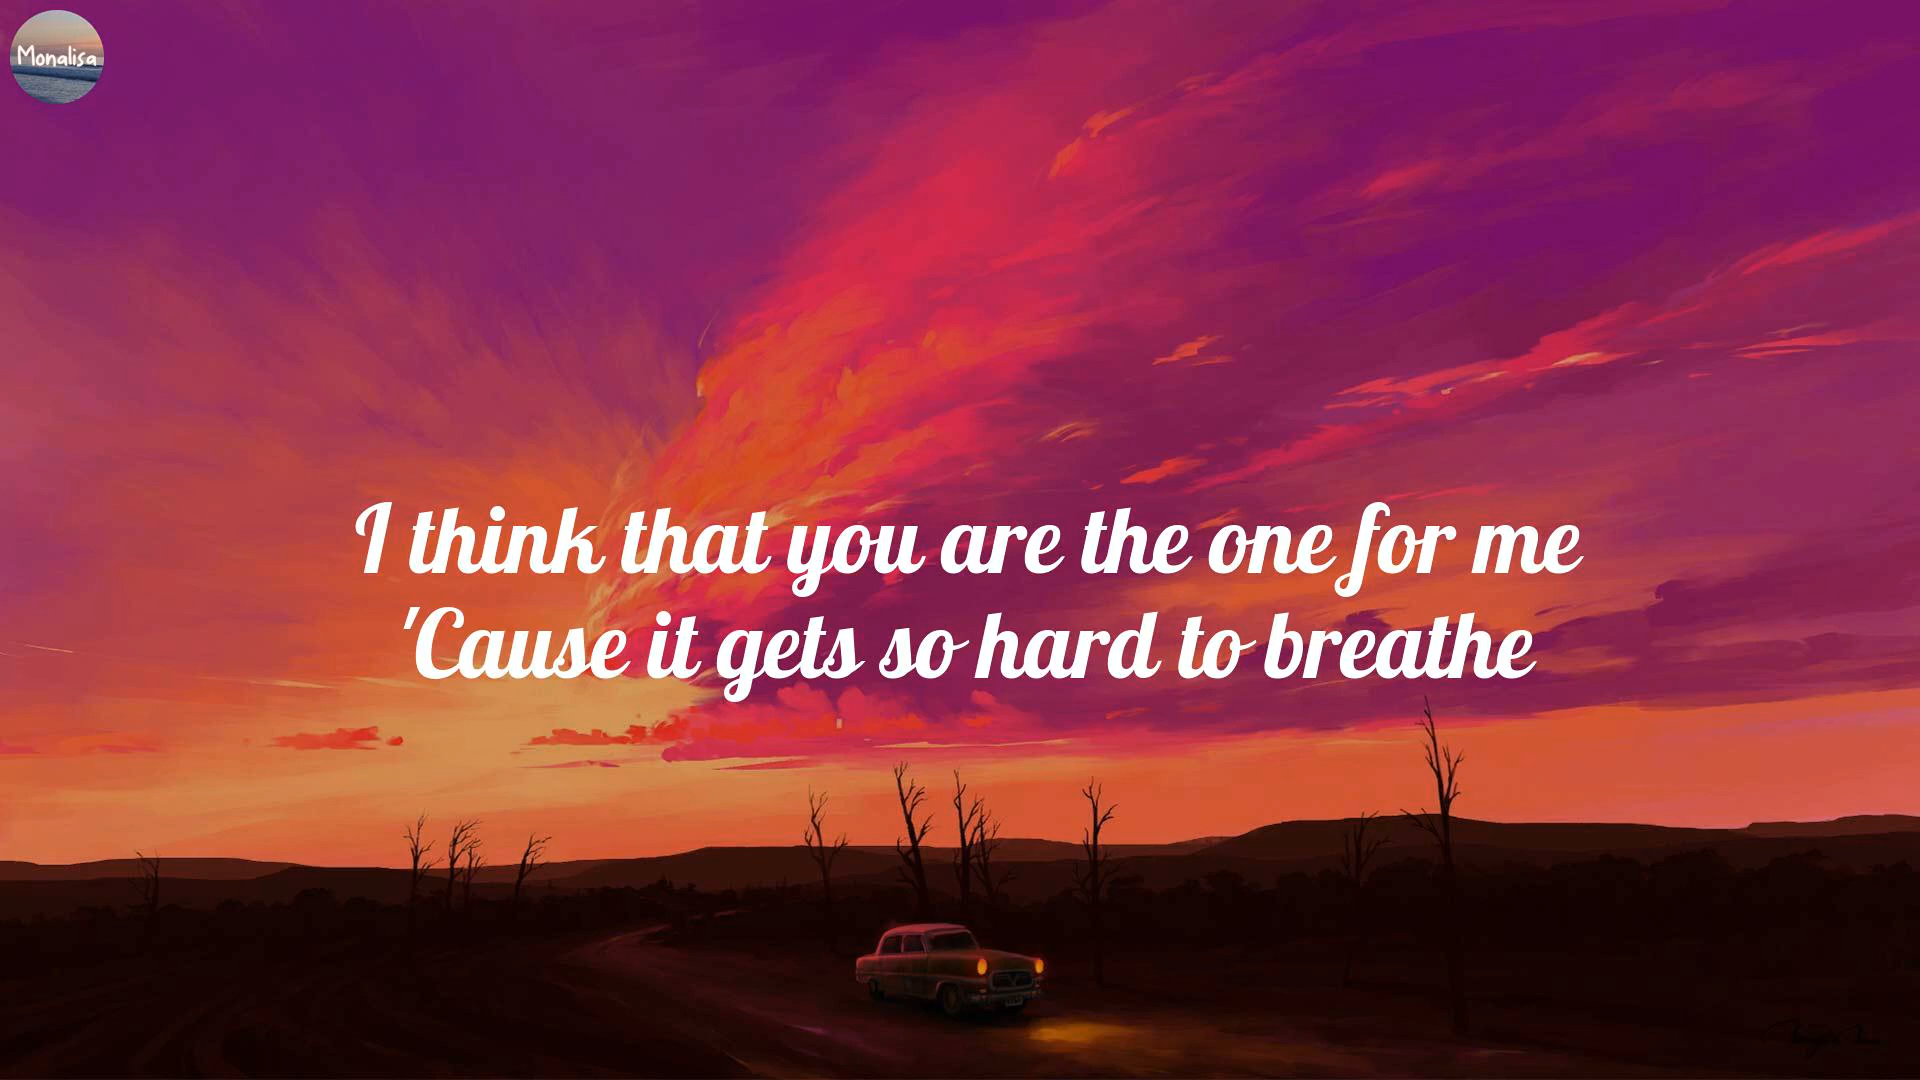 Monalisa
I think that you are the one for me
'Cause it gets so hard to breathe